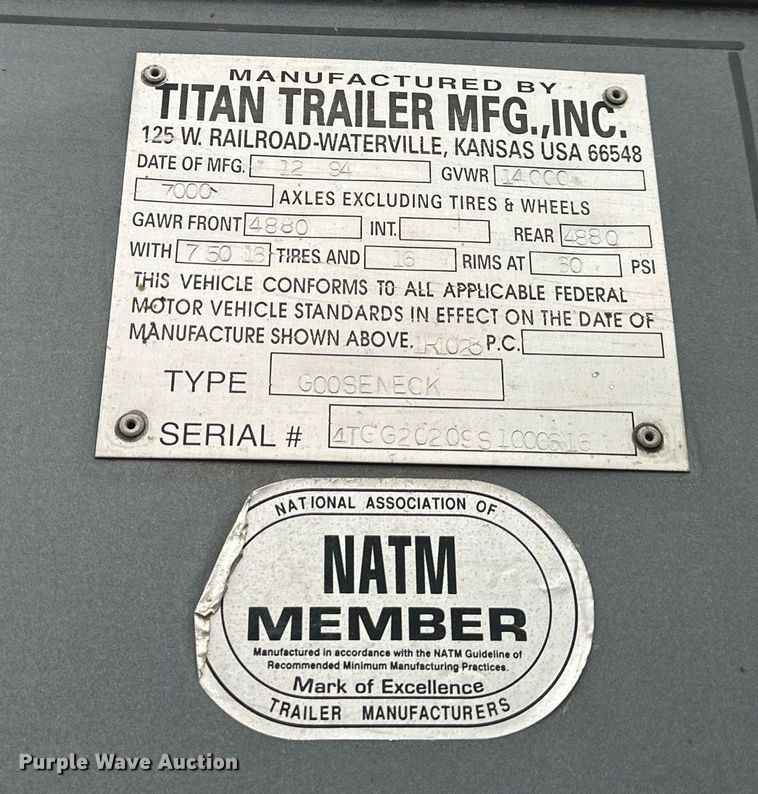 MANUFACTURED BY
TITAN TRAILER MFG.,INC.
125 W. RAILROAD-WATERVILLE, KANSAS USA 66548
DATE OF MFG. 12 94 GVWR 14000
7000 AXLES EXCLUDING TIRES & WHEELS
GAWR FRONT 4880 INT. REAR 4880
WITH 7 50 16 TIRES AND 16 RIMS AT 60 PSI
THIS VEHICLE CONFORMS TO ALL APPLICABLE FEDERAL
MOTOR VEHICLE STANDARDS IN EFFECT ON THE DATE OF
MANUFACTURE SHOWN ABOVE. P.C.
TYPE GOOSENECK
SERIAL #
NATIONAL ASSOCIATION OF
NATM
MEMBER
Manufactured in accordance with the NATM Guideline of
Recommended Minimum Manufacturing Practices.
Mark of Excellence
TRAILER MANUFACTURERS
Purple Wave Auction